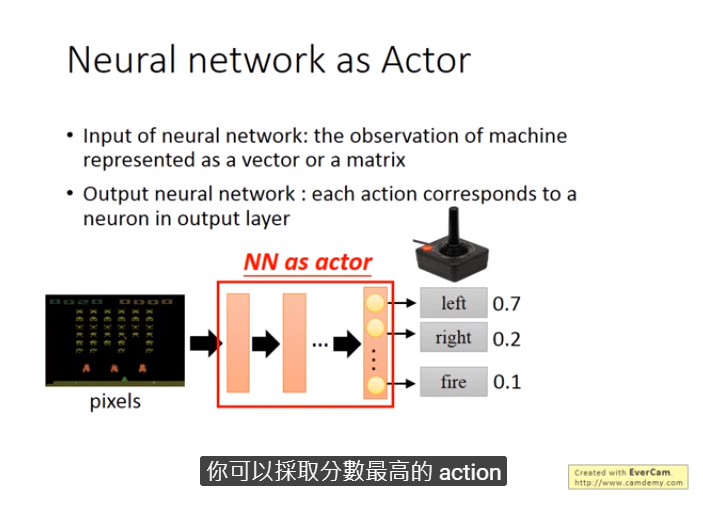 Neural network as Actor
• Input of neural network: the observation of machine
represented as a vector or a matrix
• Output neural network : each action corresponds to a
neuron in output layer
NN as actor
left 0.7
right 0.2
...
⋮
fire 0.1
pixels
你可以採取分數最高的 action
Created with EverCam.
http://www.camdemy.com